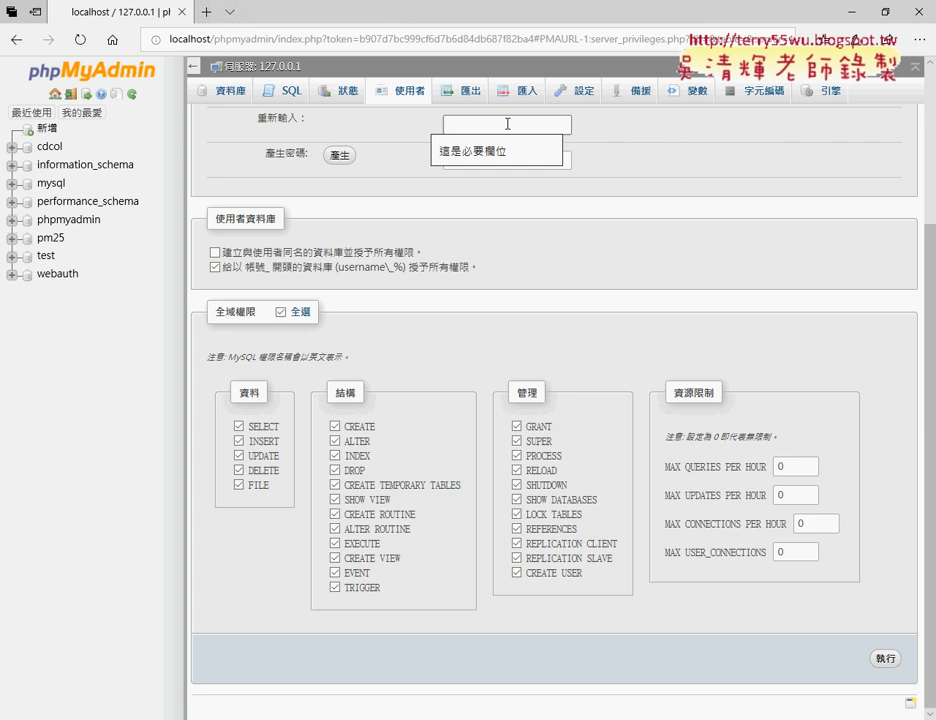 localhost / 127.0.0.1 | pl
localhost/phpmyadmin/index.php?token=b907d7bc999cf6d7b6d84db687f82ba4#PMAURL-1:server_privileges.php?
http://terry55wu.blogspot.tw
吳清輝老師錄製
phpMyAdmin
最近使用 我的最愛
新增
cdcol
information_schema
mysql
performance_schema
phpmyadmin
pm25
test
webauth
伺服器: 127.0.0.1
資料庫 SQL 狀態 使用者 匯出 匯入 設定 備援 變數 字元編碼 引擎
重新輸入:
這是必要欄位
產生密碼: 產生
使用者資料庫
建立與使用者同名的資料庫並授予所有權限。
給以 帳號_ 開頭的資料庫 (username\_%) 授予所有權限。
全域權限 全選
注意: MySQL 權限名稱會以英文表示。
資料
SELECT
INSERT
UPDATE
DELETE
FILE
結構
CREATE
ALTER
INDEX
DROP
CREATE TEMPORARY TABLES
SHOW VIEW
CREATE ROUTINE
ALTER ROUTINE
EXECUTE
CREATE VIEW
EVENT
TRIGGER
管理
GRANT
SUPER
PROCESS
RELOAD
SHUTDOWN
SHOW DATABASES
LOCK TABLES
REFERENCES
REPLICATION CLIENT
REPLICATION SLAVE
CREATE USER
資源限制
注意: 設定為 0 即代表無限制。
MAX QUERIES PER HOUR 0
MAX UPDATES PER HOUR 0
MAX CONNECTIONS PER HOUR 0
MAX USER_CONNECTIONS 0
執行